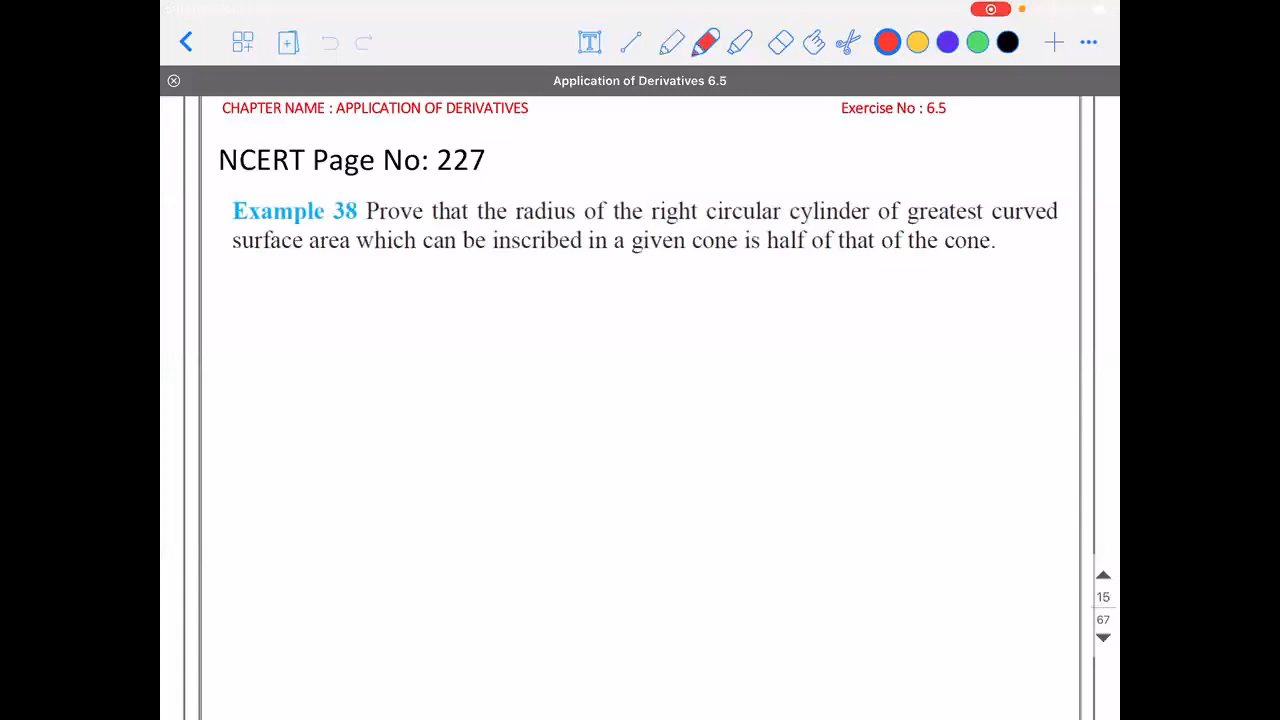 Application of Derivatives 6.5
CHAPTER NAME : APPLICATION OF DERIVATIVES Exercise No : 6.5
NCERT Page No: 227
Example 38 Prove that the radius of the right circular cylinder of greatest curved
surface area which can be inscribed in a given cone is half of that of the cone.
15
67